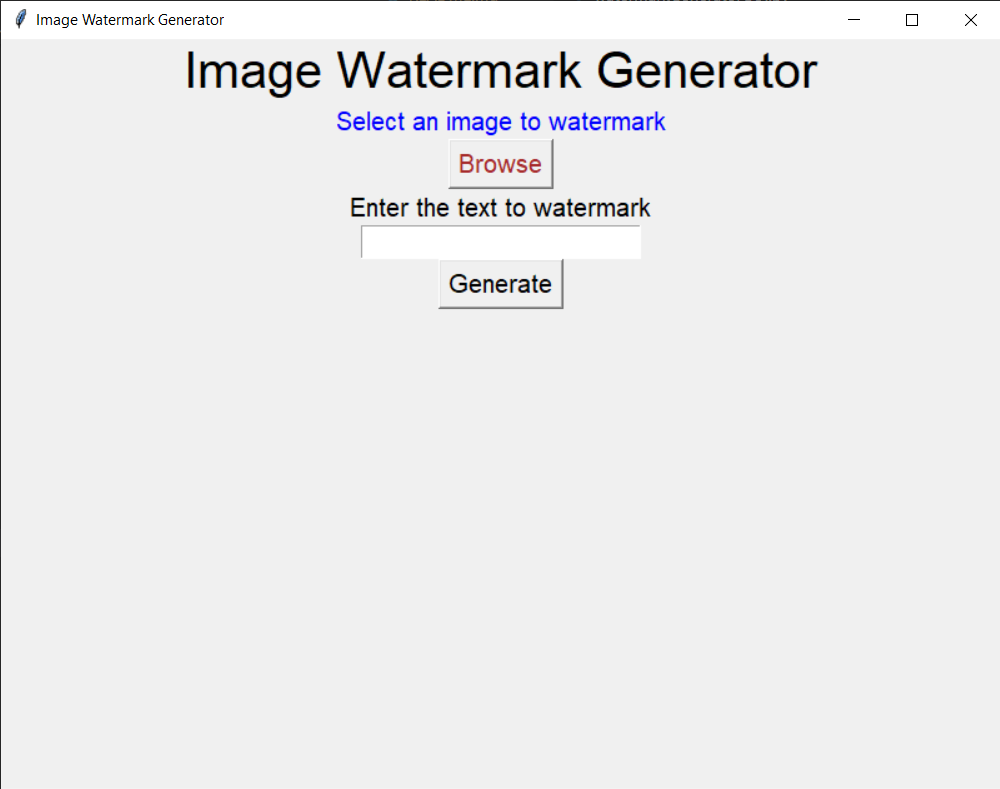 Image Watermark Generator
Image Watermark Generator
Select an image to watermark
Browse
Enter the text to watermark
Generate